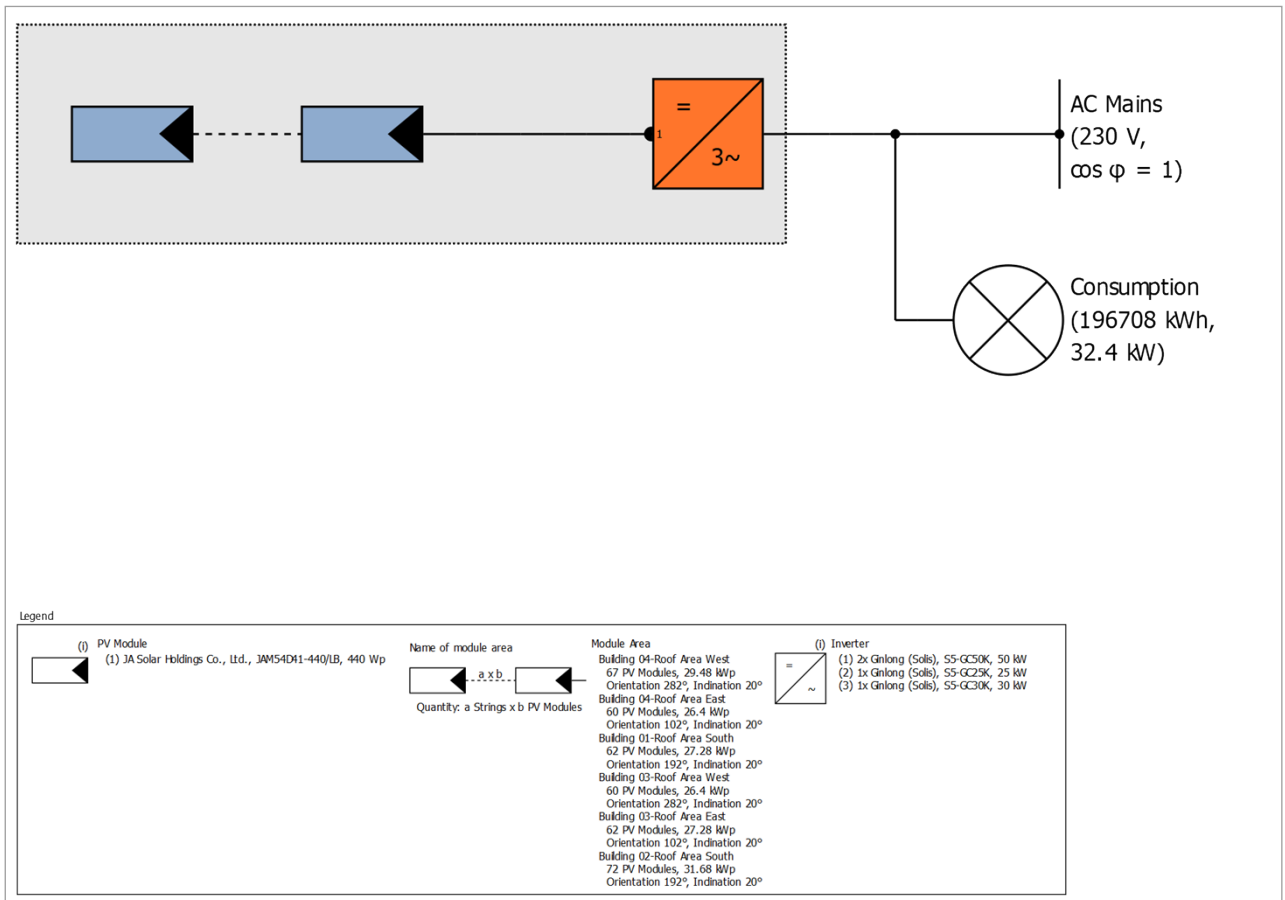 =
1
3~
AC Mains
(230 V,
cos φ = 1)
Consumption
(196708 kWh,
32.4 kW)
Legend
(i) PV Module
(1) JA Solar Holdings Co., Ltd., JAM54D41-440/LB, 440 Wp
Name of module area
a x b
Quantity: a Strings x b PV Modules
Module Area
Building 04-Roof Area West
67 PV Modules, 29.48 kWp
Orientation 282°, Inclination 20°
Building 04-Roof Area East
60 PV Modules, 26.4 kWp
Orientation 102°, Inclination 20°
Building 01-Roof Area South
62 PV Modules, 27.28 kWp
Orientation 192°, Inclination 20°
Building 03-Roof Area West
60 PV Modules, 26.4 kWp
Orientation 282°, Inclination 20°
Building 03-Roof Area East
62 PV Modules, 27.28 kWp
Orientation 102°, Inclination 20°
Building 02-Roof Area South
72 PV Modules, 31.68 kWp
Orientation 192°, Inclination 20°
(i) Inverter
=
~
(1) 2x Ginlong (Solis), S5-GC50K, 50 kW
(2) 1x Ginlong (Solis), S5-GC25K, 25 kW
(3) 1x Ginlong (Solis), S5-GC30K, 30 kW